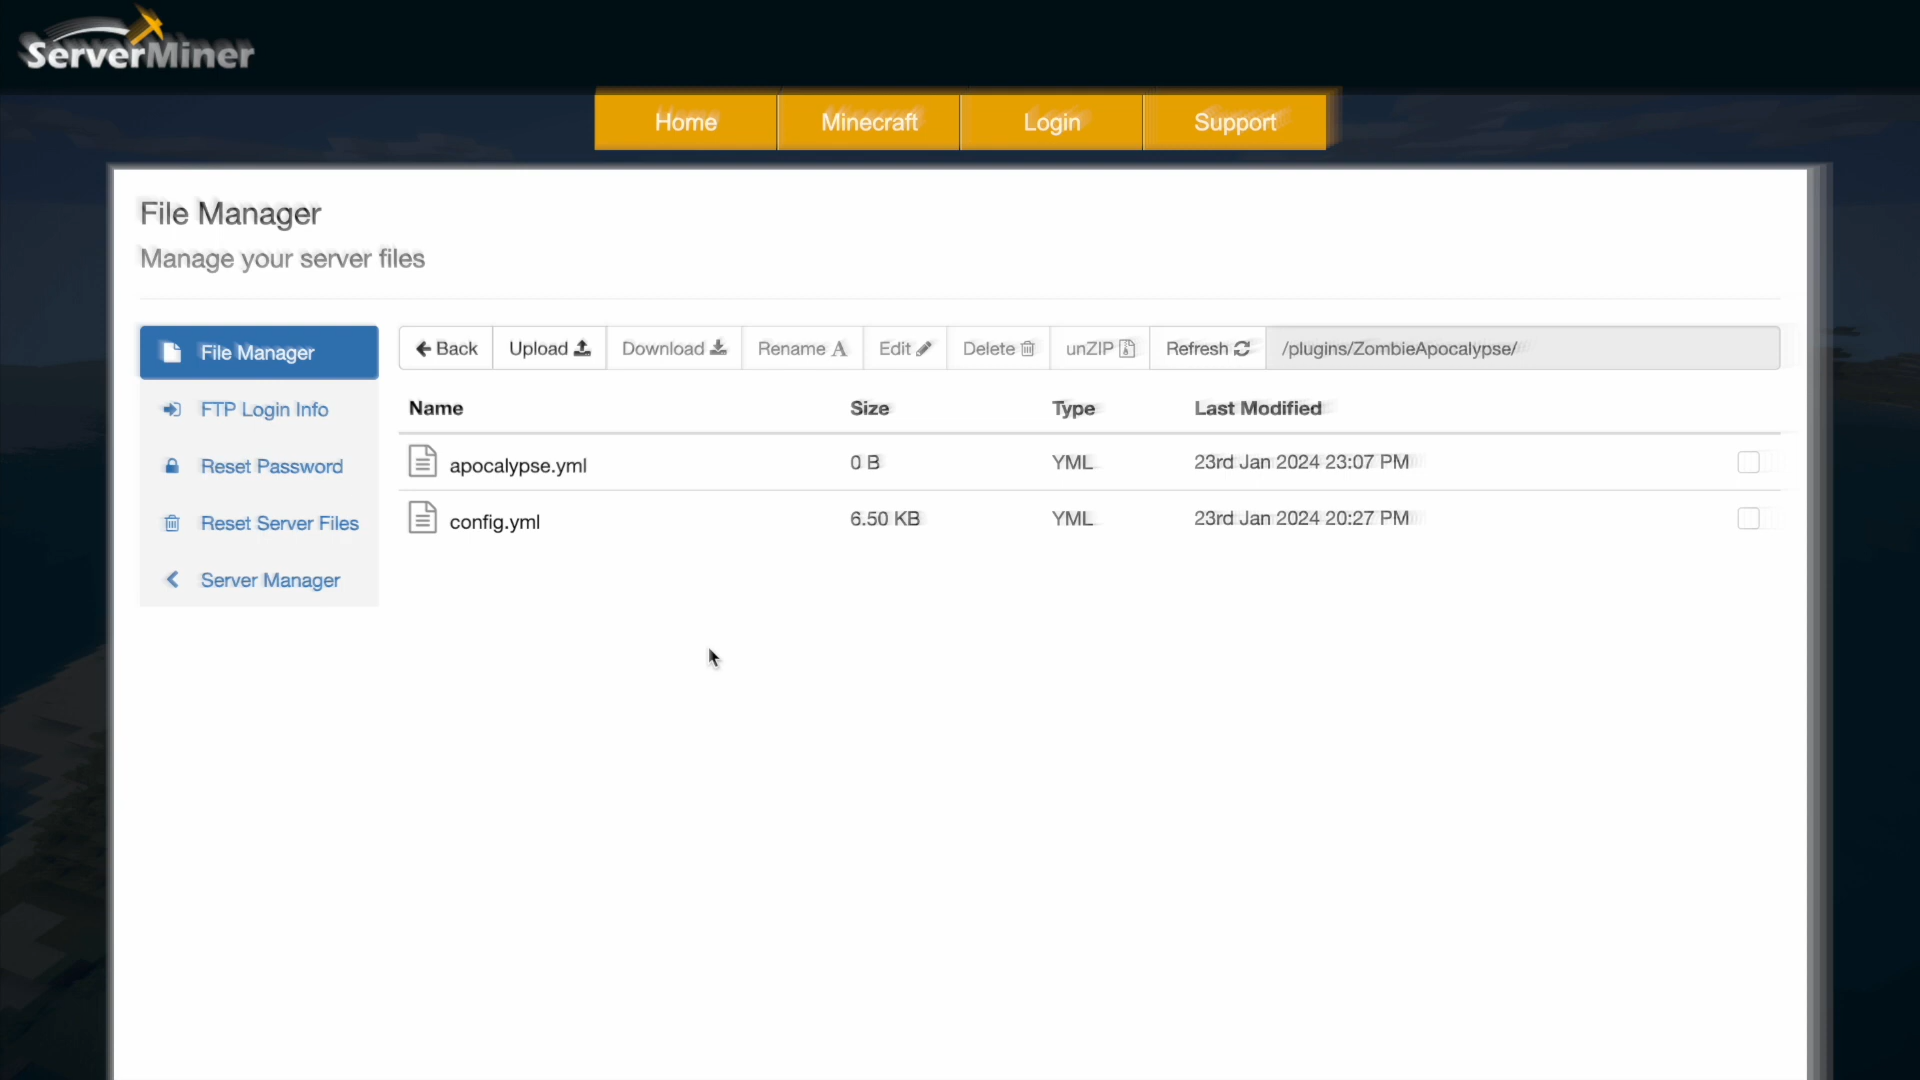 ServerMiner
Home Minecraft Login Support
File Manager
Manage your server files
File Manager
FTP Login Info
Reset Password
Reset Server Files
Server Manager
Back Upload Download Rename A Edit Delete unZIP Refresh /plugins/ZombieApocalypse/
Name Size Type Last Modified
apocalypse.yml 0 B YML 23rd Jan 2024 23:07 PM
config.yml 6.50 KB YML 23rd Jan 2024 20:27 PM